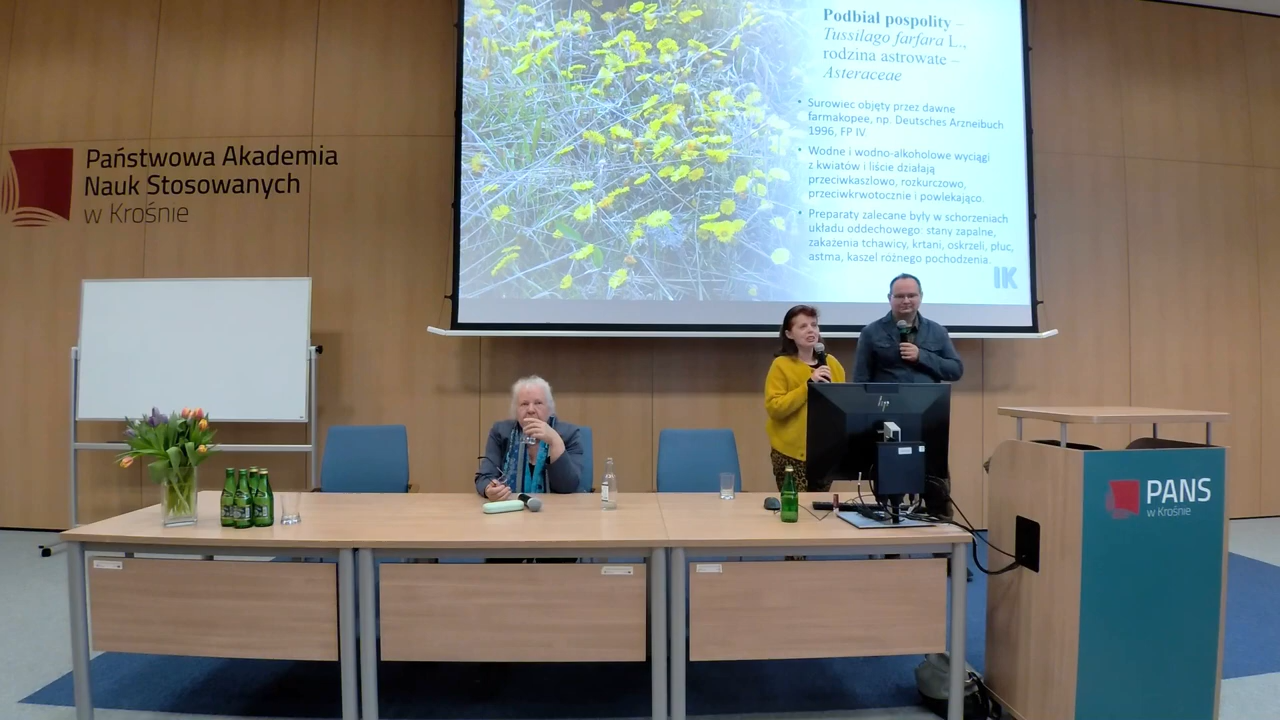 Państwowa Akademia
Nauk Stosowanych
w Krośnie
Podbiał pospolity –
Tussilago farfara L.,
rodzina astrowate –
Asteraceae
• Surowiec objęty przez dawne
farmakopee, np. Deutsches Arzneibuch
1996, FP IV.
• Wodne i wodno-alkoholowe wyciągi
z kwiatów i liście działają
przeciwkaszlowo, rozkurczowo,
przeciwkrwotocznie i powlekająco.
• Preparaty zalecane były w schorzeniach
układu oddechowego: stany zapalne,
zakażenia tchawicy, krtani, oskrzeli, płuc,
astma, kaszel różnego pochodzenia.
IK
hp
PANS
w Krośnie